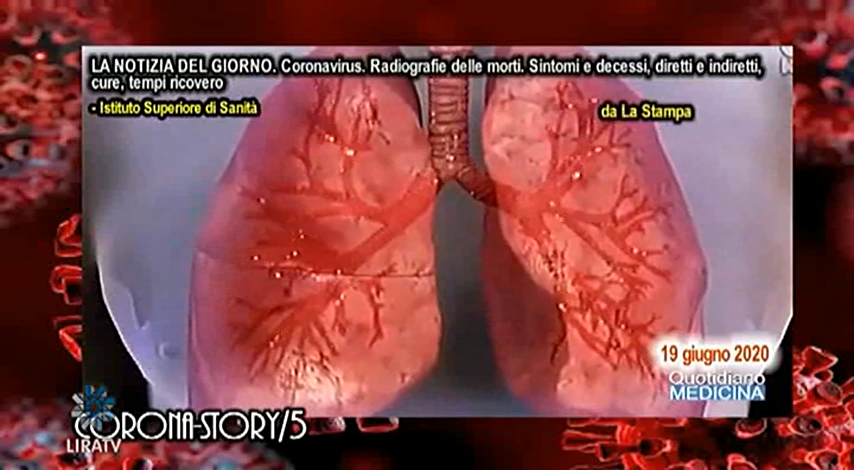 LA NOTIZIA DEL GIORNO. Coronavirus. Radiografie delle morti. Sintomi e decessi, diretti e indiretti,
cure, tempi ricovero
- Istituto Superiore di Sanità
da La Stampa
19 giugno 2020
Quotidiano
MEDICINA
CORONA-STORY/5
LIRATV